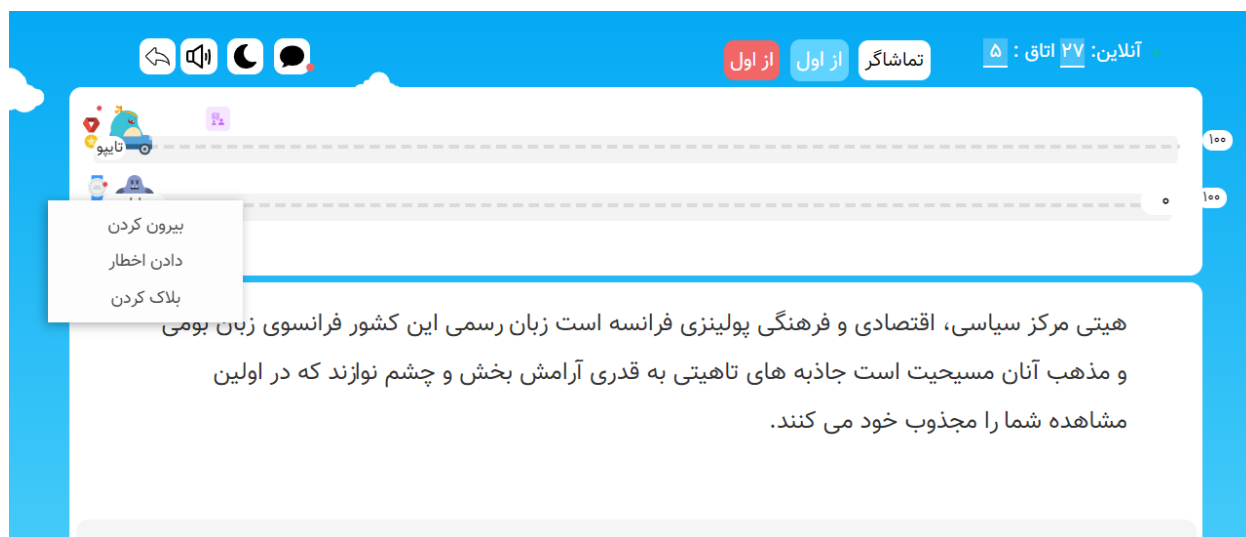 آنلاین: ۲۷ اتاق : ۵
تماشاگر
از اول
از اول
تایپو
۱۰۰
۱۰۰
۰
بیرون کردن
دادن اخطار
بلاک کردن
هیتی مرکز سیاسی، اقتصادی و فرهنگی پولینزی فرانسه است زبان رسمی این کشور فرانسوی زبان بومی
و مذهب آنان مسیحیت است جاذبه های تاهیتی به قدری آرامش بخش و چشم نوازند که در اولین
مشاهده شما را مجذوب خود می کنند.